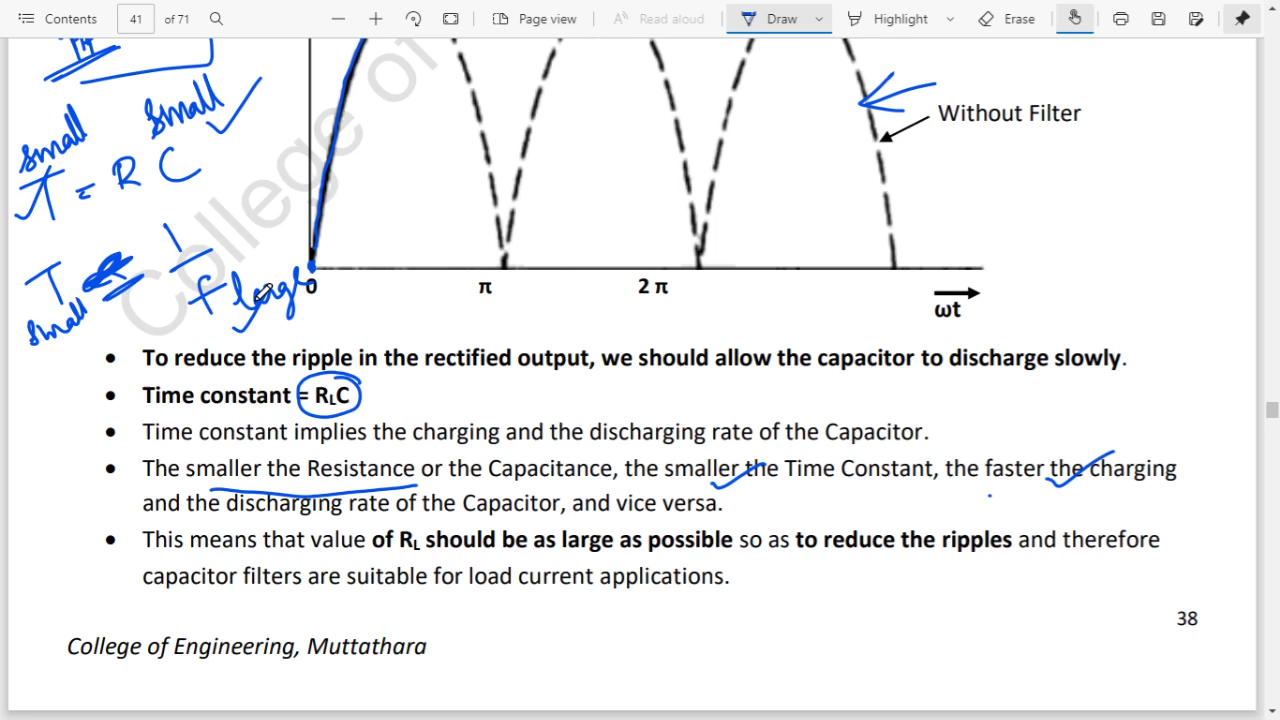 Contents
41 of 71
Page view
Read aloud
Draw
Highlight
Erase
small
small
T = R C
Without Filter
College of
T
1
F large
small
0 π 2 π
ωt
• To reduce the ripple in the rectified output, we should allow the capacitor to discharge slowly.
• Time constant = RLC
• Time constant implies the charging and the discharging rate of the Capacitor.
• The smaller the Resistance or the Capacitance, the smaller the Time Constant, the faster the charging
and the discharging rate of the Capacitor, and vice versa.
• This means that value of RL should be as large as possible so as to reduce the ripples and therefore
capacitor filters are suitable for load current applications.
38
College of Engineering, Muttathara